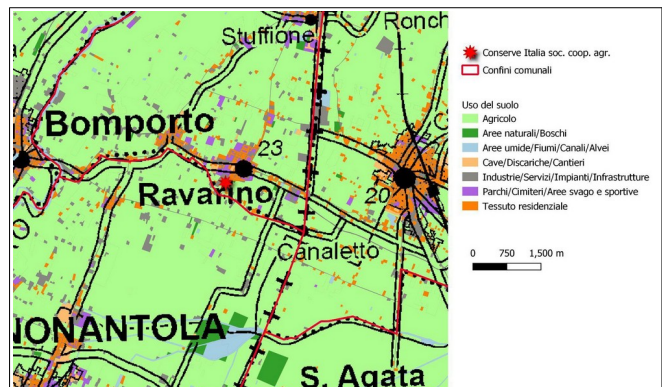 Stuffione
Ronch
Bomporto
23
Ravarino
20
Canaletto
NONANTOLA
S. Agata
Conserve Italia soc. coop. agr.
Confini comunali
Uso del suolo
Agricolo
Aree naturali/Boschi
Aree umide/Fiumi/Canali/Alvei
Cave/Discariche/Cantieri
Industrie/Servizi/Impianti/Infrastrutture
Parchi/Cimiteri/Aree svago e sportive
Tessuto residenziale
0 750 1,500 m